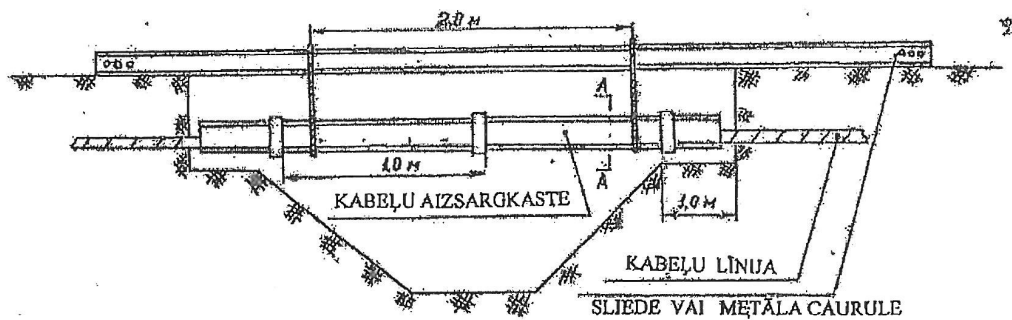 2,0 м
A
1,0 м
A
KABEĻU AIZSARGKASTE
1,0 м
KABEĻU LĪNIJA
SLIEDE VAI METĀLA CAURULE